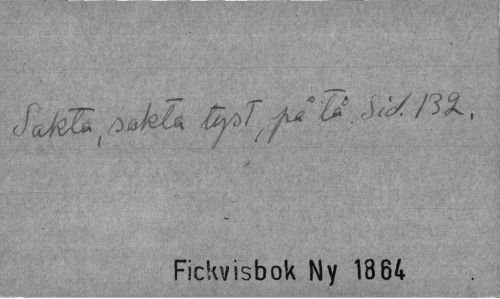 Sakta, sakta tyst, på tå. Sid. 132.
Fickvisbok Ny 1864